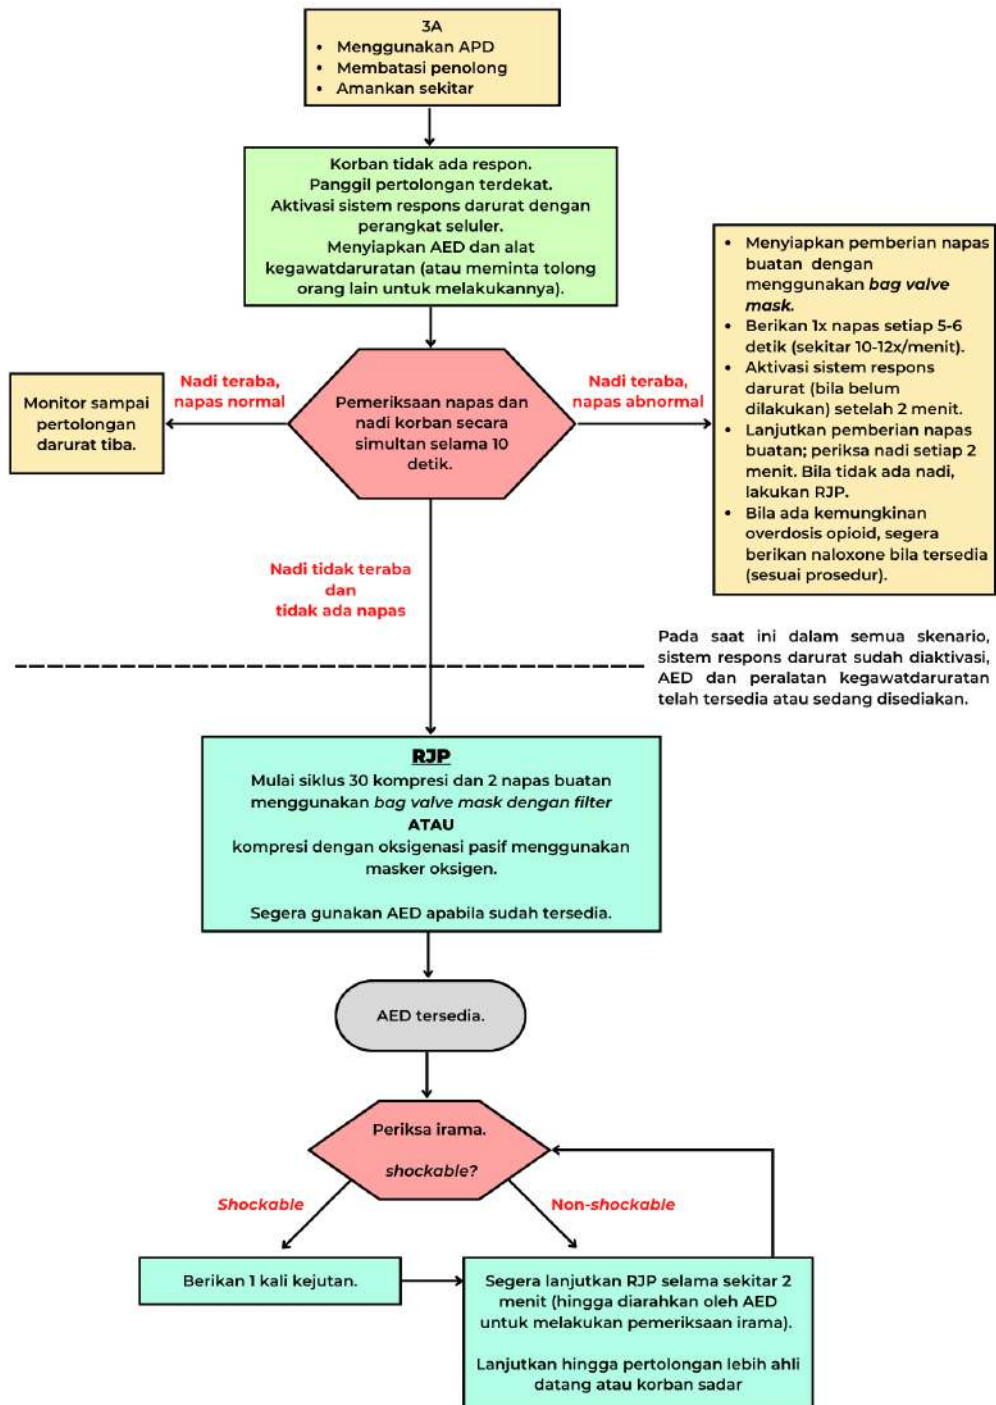 3A
• Menggunakan APD
• Membatasi penolong
• Amankan sekitar
Korban tidak ada respon.
Panggil pertolongan terdekat.
Aktivasi sistem respons darurat dengan
perangkat seluler.
Menyiapkan AED dan alat
kegawatdaruratan (atau meminta tolong
orang lain untuk melakukannya).
Nadi teraba,
napas normal
Monitor sampai
pertolongan
darurat tiba.
Pemeriksaan napas dan
nadi korban secara
simultan selama 10
detik.
Nadi teraba,
napas abnormal
• Menyiapkan pemberian napas
buatan dengan
menggunakan bag valve
mask.
• Berikan 1x napas setiap 5-6
detik (sekitar 10-12x/menit).
• Aktivasi sistem respons
darurat (bila belum
dilakukan) setelah 2 menit.
• Lanjutkan pemberian napas
buatan; periksa nadi setiap 2
menit. Bila tidak ada nadi,
lakukan RJP.
• Bila ada kemungkinan
overdosis opioid, segera
berikan naloxone bila tersedia
(sesuai prosedur).
Nadi tidak teraba
dan
tidak ada napas
Pada saat ini dalam semua skenario,
sistem respons darurat sudah diaktivasi,
AED dan peralatan kegawatdaruratan
telah tersedia atau sedang disediakan.
RJP
Mulai siklus 30 kompresi dan 2 napas buatan
menggunakan bag valve mask dengan filter
ATAU
kompresi dengan oksigenasi pasif menggunakan
masker oksigen.
Segera gunakan AED apabila sudah tersedia.
AED tersedia.
Periksa irama.
shockable?
Shockable
Non-shockable
Berikan 1 kali kejutan.
Segera lanjutkan RJP selama sekitar 2
menit (hingga diarahkan oleh AED
untuk melakukan pemeriksaan irama).
Lanjutkan hingga pertolongan lebih ahli
datang atau korban sadar